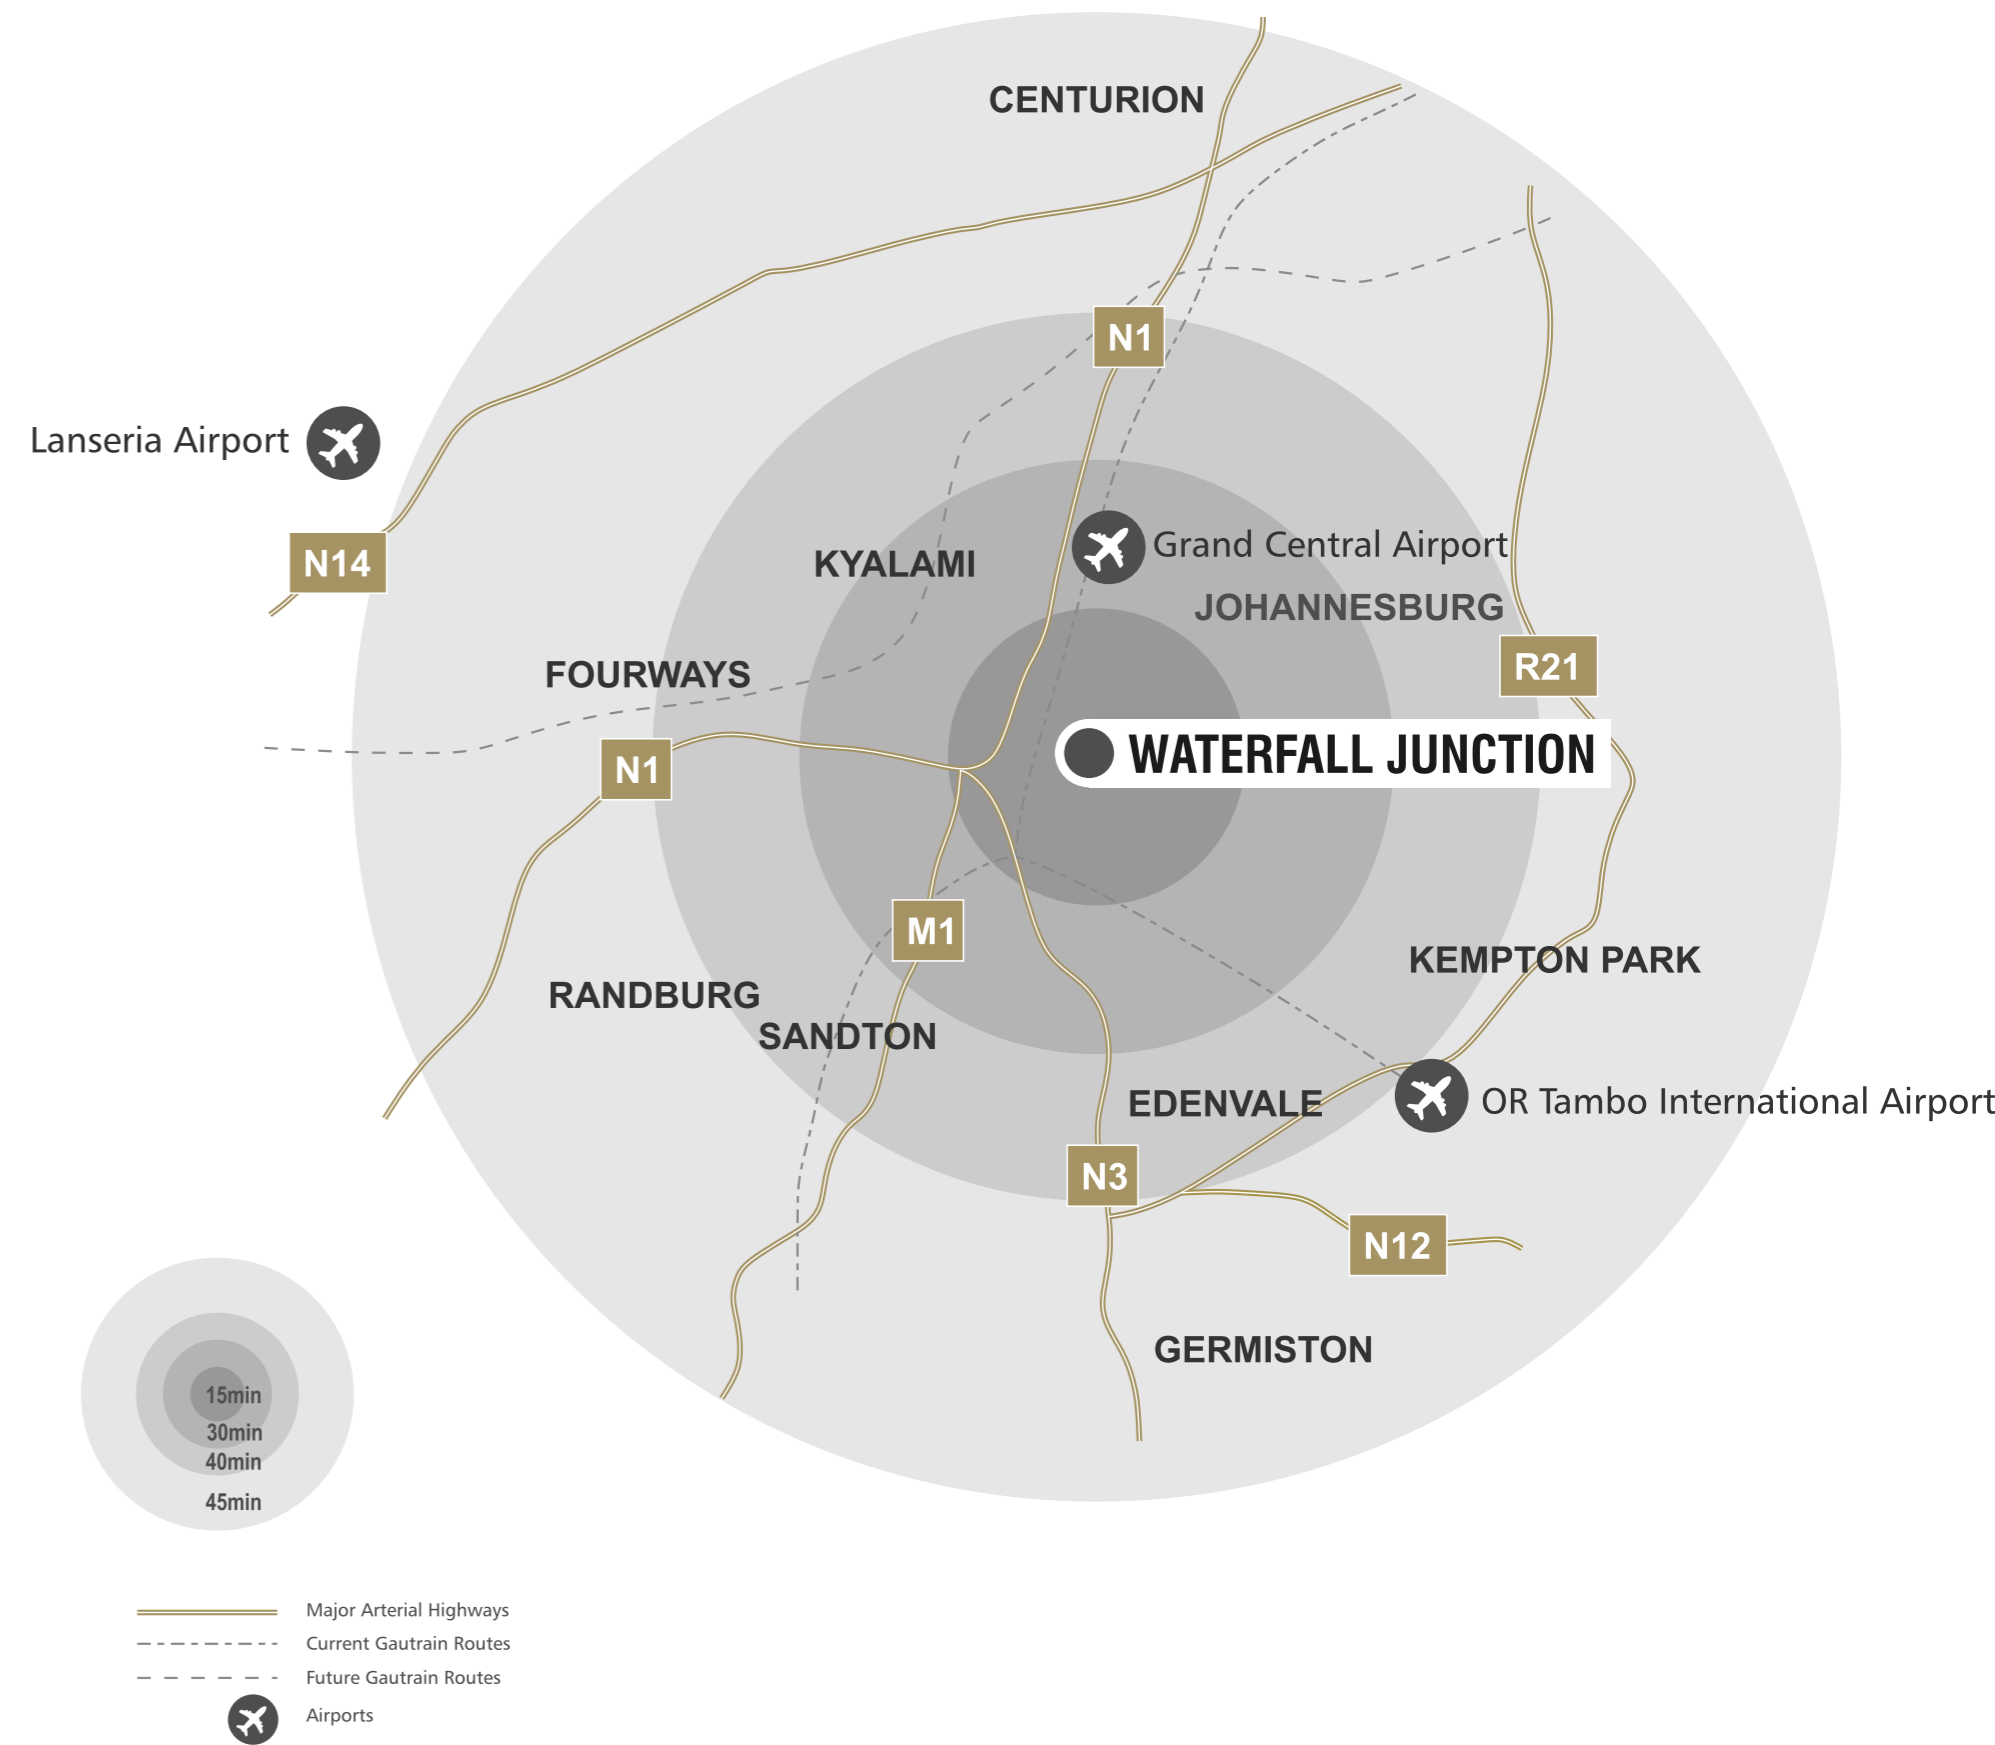 CENTURION
N1
Lanseria Airport
N14
KYALAMI
Grand Central Airport
JOHANNESBURG
FOURWAYS
R21
N1
WATERFALL JUNCTION
M1
KEMPTON PARK
RANDBURG
SANDTON
EDENVALE
OR Tambo International Airport
N3
N12
GERMISTON
15min
30min
40min
45min
Major Arterial Highways
Current Gautrain Routes
Future Gautrain Routes
Airports